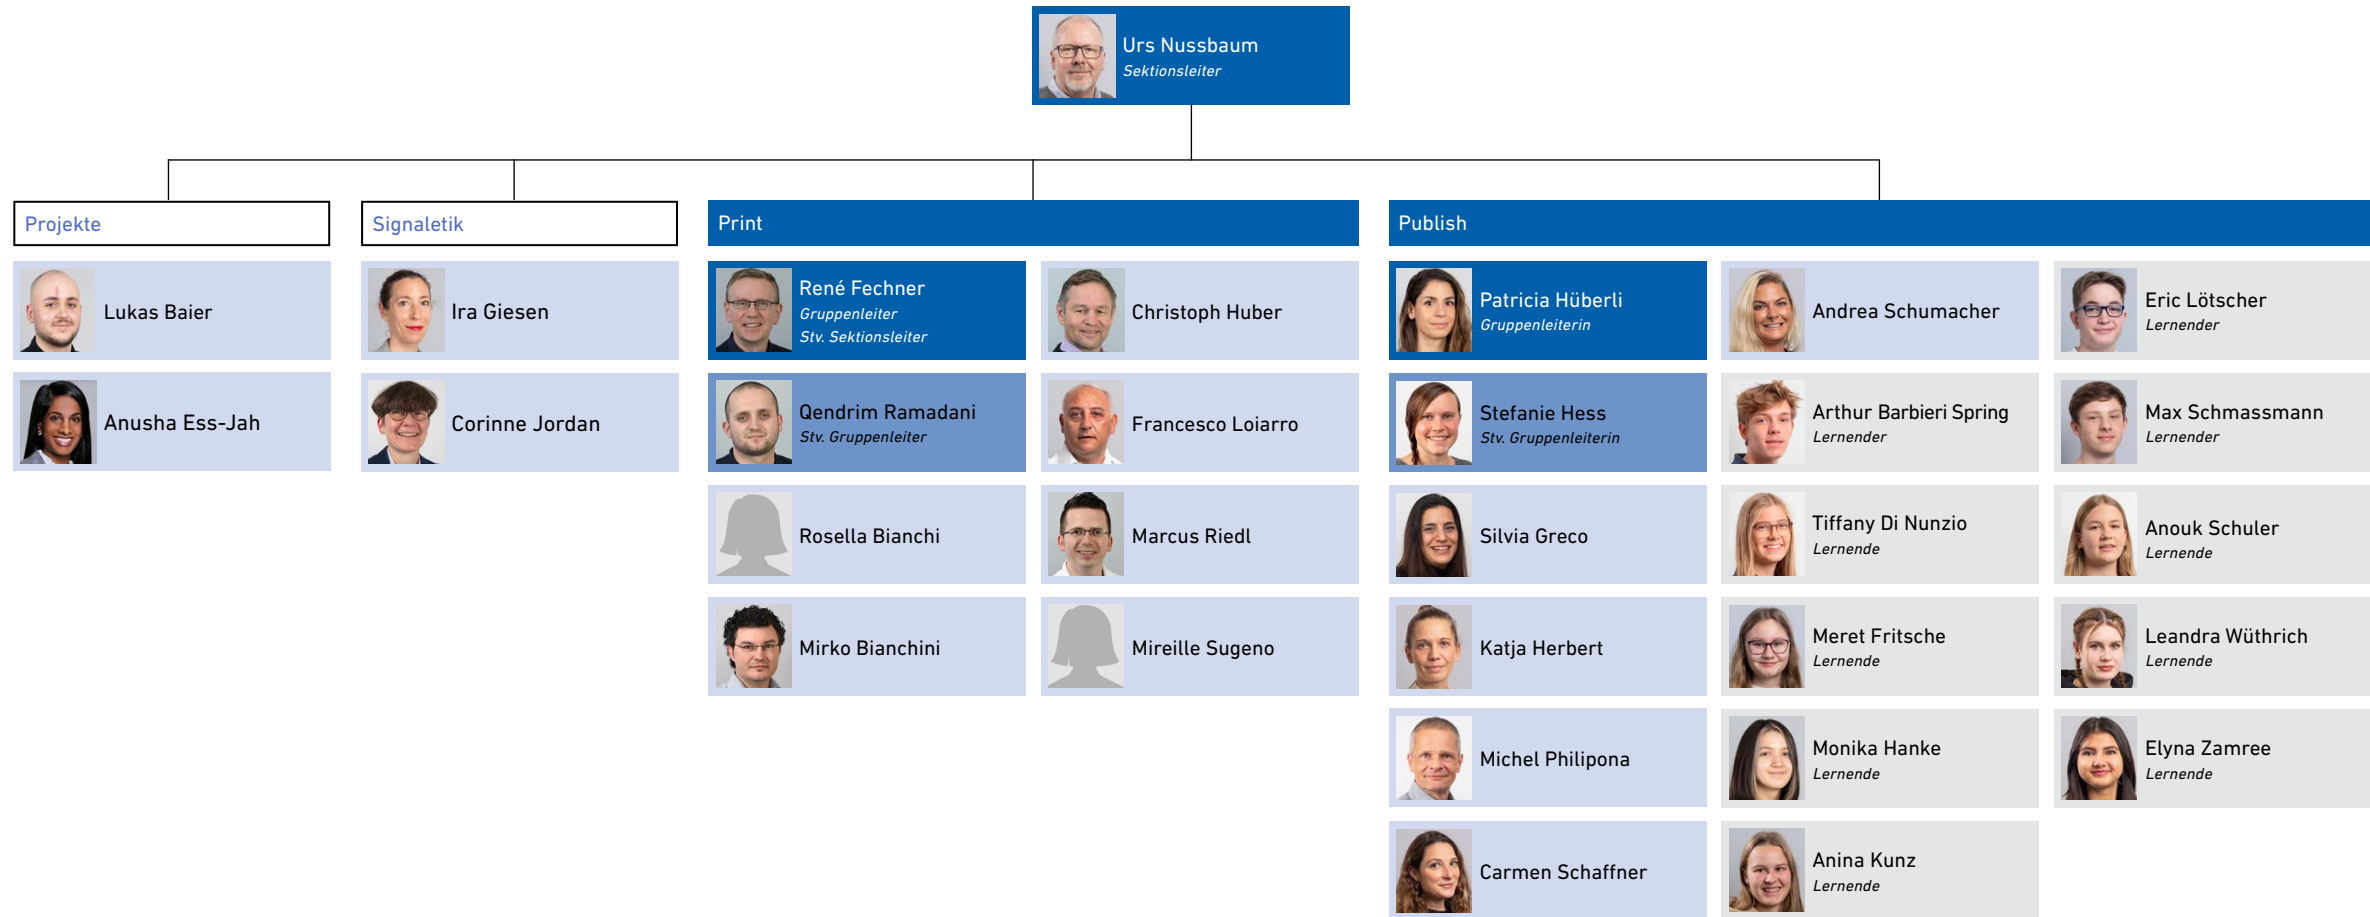 Urs Nussbaum
Sektionsleiter
Projekte
Lukas Baier
Anusha Ess-Jah
Signaletik
Ira Giesen
Corinne Jordan
Print
René Fechner
Gruppenleiter
Stv. Sektionsleiter
Qendrim Ramadani
Stv. Gruppenleiter
Rosella Bianchi
Mirko Bianchini
Christoph Huber
Francesco Loiarro
Marcus Riedl
Mireille Sugeno
Publish
Patricia Hüberli
Gruppenleiterin
Stefanie Hess
Stv. Gruppenleiterin
Silvia Greco
Katja Herbert
Michel Philipona
Carmen Schaffner
Andrea Schumacher
Arthur Barbieri Spring
Lernender
Tiffany Di Nunzio
Lernende
Meret Fritsche
Lernende
Monika Hanke
Lernende
Anina Kunz
Lernende
Eric Lötscher
Lernender
Max Schmassmann
Lernender
Anouk Schuler
Lernende
Leandra Wüthrich
Lernende
Elyna Zamree
Lernende